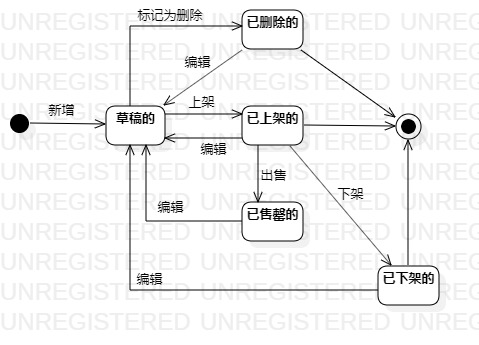 UNREGISTERED UNREGISTERED UNREGISTERED
标记为删除
已删除的
编辑
新增
草稿的
上架
已上架的
编辑
出售
下架
编辑
已售罄的
编辑
已下架的